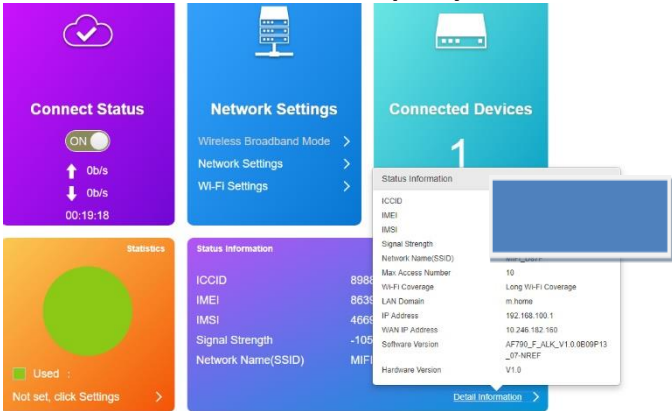 Connect Status
ON
0b/s
0b/s
00:19:18
Network Settings
Wireless Broadband Mode
Network Settings
Wi-Fi Settings
Connected Devices
1
Statistics
Used :
Not set, click Settings
Status Information
ICCID 8988
IMEI 8639
IMSI 4669
Signal Strength -105
Network Name(SSID) MIFI
Detail Information
Status Information
ICCID
IMEI
IMSI
Signal Strength
Network Name(SSID)
Max Access Number 10
Wi-Fi Coverage Long Wi-Fi Coverage
LAN Domain m.home
IP Address 192.168.100.1
WAN IP Address 10.246.182.160
Software Version AF790_F_ALK_V1.0.0B09P13
_07-NREF
Hardware Version V1.0